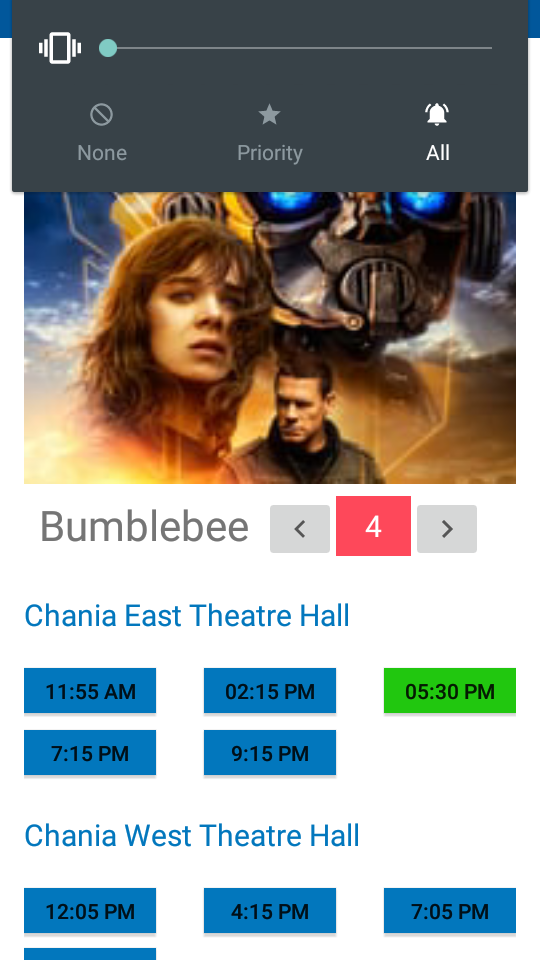 None Priority All
Bumblebee 4
Chania East Theatre Hall
11:55 AM 02:15 PM 05:30 PM
7:15 PM 9:15 PM
Chania West Theatre Hall
12:05 PM 4:15 PM 7:05 PM